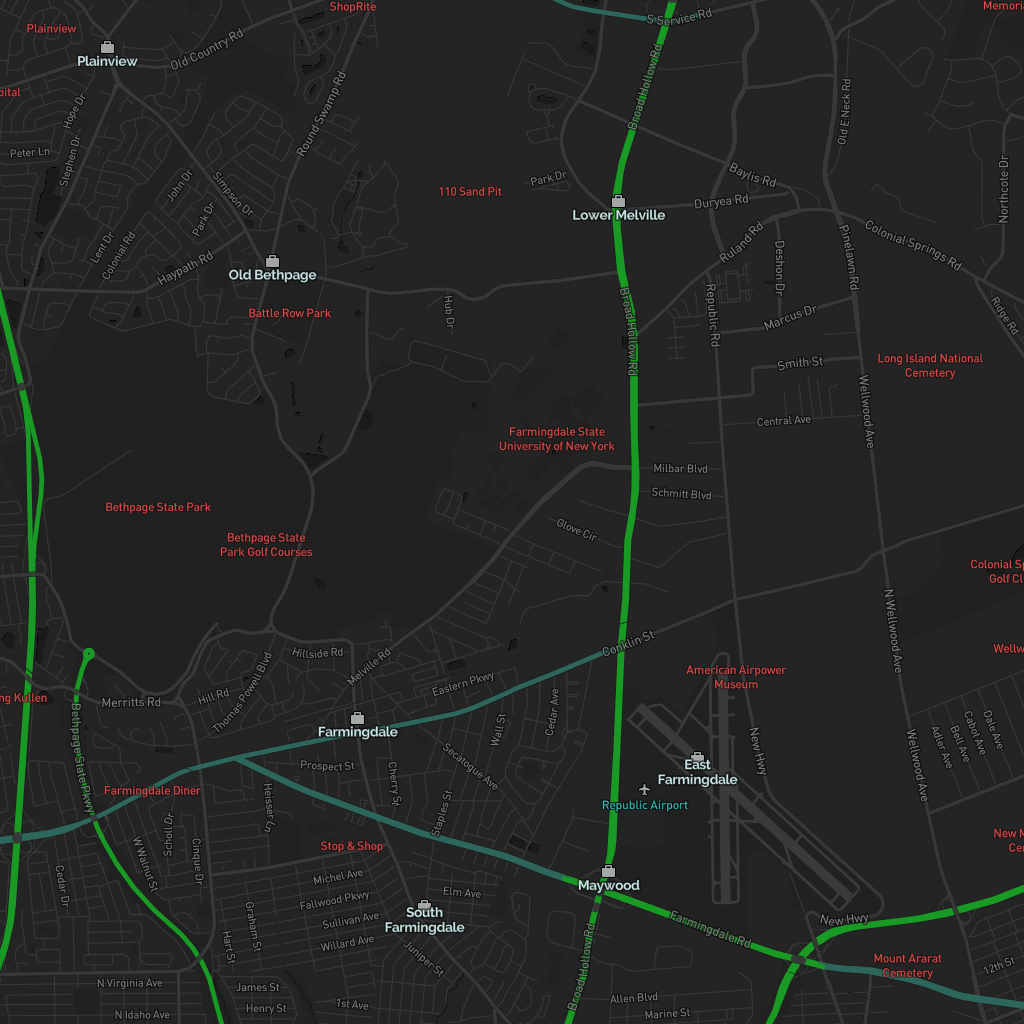 ShopRite
Memoria
S Service Rd
Plainview
Old Country Rd
Plainview
BroadHollow Rd
Round Swamp Rd
pital
Hope Dr
Old E Neck Rd
Peter Ln
Stephen Dr
Northcote Dr
Baylis Rd
John Dr
Simpson Dr
Park Dr
110 Sand Pit
Duryea Rd
Lower Melville
Park Dr
Lent Dr
Colonial Rd
Ruland Rd
Colonial Springs Rd
Pinelawn Rd
Haypath Rd
Old Bethpage
Deshon Dr
Battle Row Park
Hub Dr
BroadHollow Rd
Republic Rd
Marcus Dr
Ridge Rd
Smith St
Long Island National
Cemetery
Wellwood Ave
Central Ave
Farmingdale State
University of New York
Milbar Blvd
Schmitt Blvd
Bethpage State Park
Glove Cir
Bethpage State
Park Golf Courses
Colonial Sp
Golf Cl
N Wellwood Ave
Conklin St
Hillside Rd
Melville Rd
Wellw
American Airpower
Museum
Eastern Pkwy
Thomas Powell Blvd
Hill Rd
Merritts Rd
ng Kullen
Bethpage State Pkwy
Farmingdale
Wall St
Cedar Ave
New Hwy
Dale Ave
Cabot Ave
Bell Ave
Adler Ave
Wellwood Ave
Prospect St
Secatogue Ave
East
Farmingdale
Cherry St
Farmingdale Diner
Republic Airport
Heisser Ln
Staples St
Scholl Dr
Stop & Shop
New M
Cem
W Walnut St
Cinque Dr
Cedar Dr
Michel Ave
Maywood
Elm Ave
Fallwood Pkwy
South
Farmingdale
Sullivan Ave
Graham St
Willard Ave
Hart St
New Hwy
Farmingdale Rd
BroadHollow Rd
Juniper St
Mount Ararat
Cemetery
12th St
N Virginia Ave
James St
Henry St
1st Ave
Allen Blvd
Marine St
N Idaho Ave